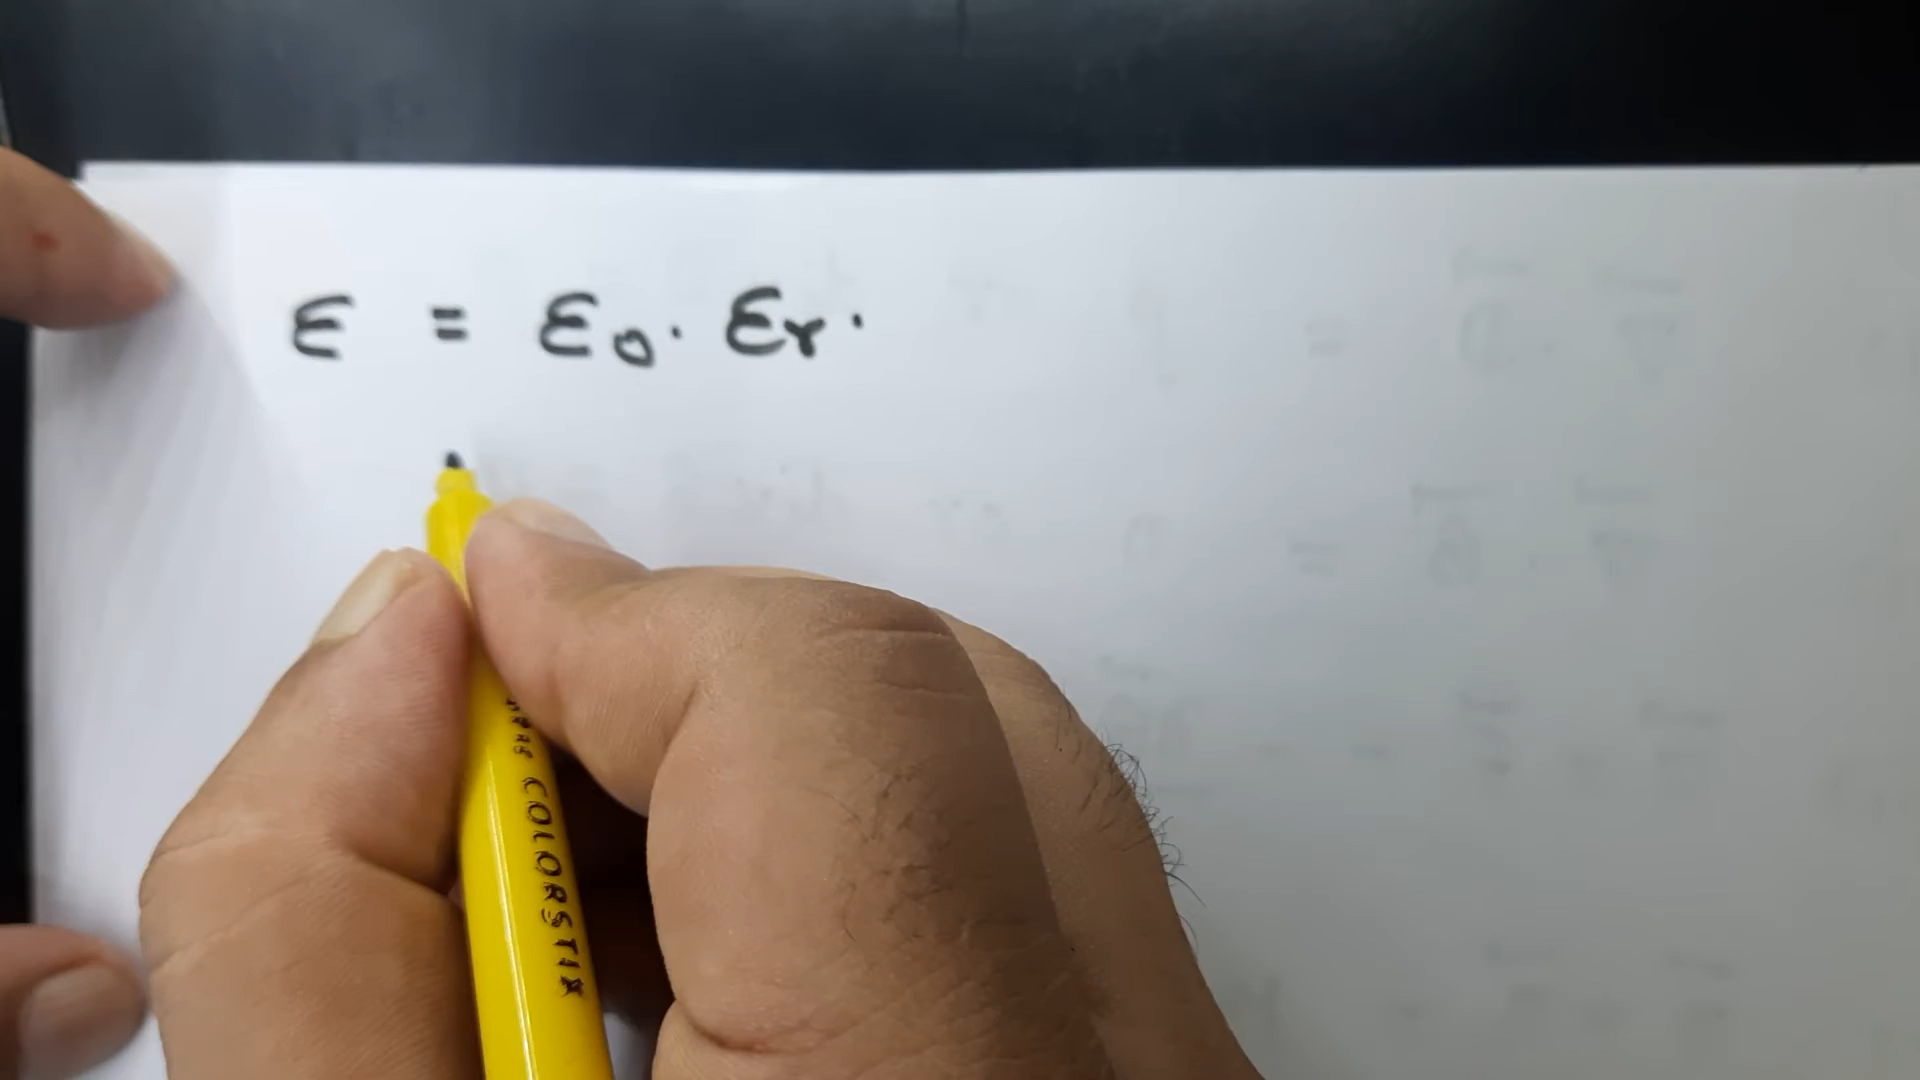 ε = ε₀. εr.
COLORSTIX